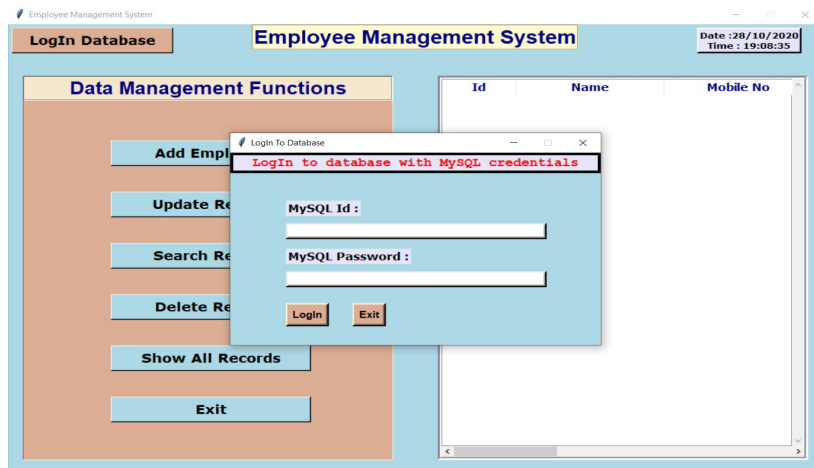 Employee Management System
LogIn Database
Employee Management System
Date :28/10/2020
Time : 19:08:35
Data Management Functions
Id Name Mobile No
Add Empl
Update Re
Search Re
Delete Re
Show All Records
Exit
LogIn To Database
LogIn to database with MySQL credentials
MySQL Id :
MySQL Password :
LogIn Exit